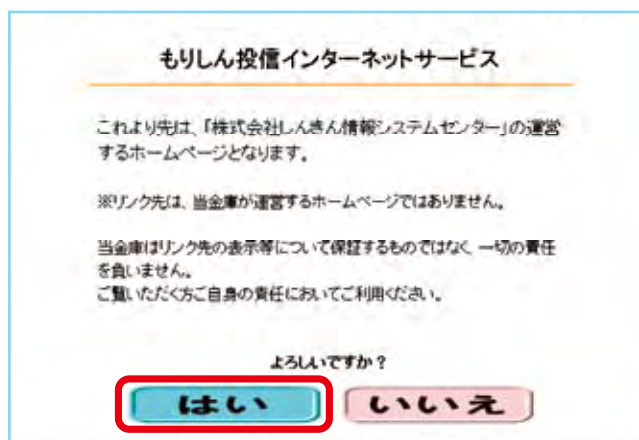 もりしん投信インターネットサービス
これより先は、「株式会社しんきん情報システムセンター」の運営
するホームページとなります。
※リンク先は、当金庫が運営するホームページではありません。
当金庫はリンク先の表示等について保証するものではなく、一切の責任
を負いません。
ご覧いただく方ご自身の責任においてご利用ください。
よろしいですか?
はい
いいえ